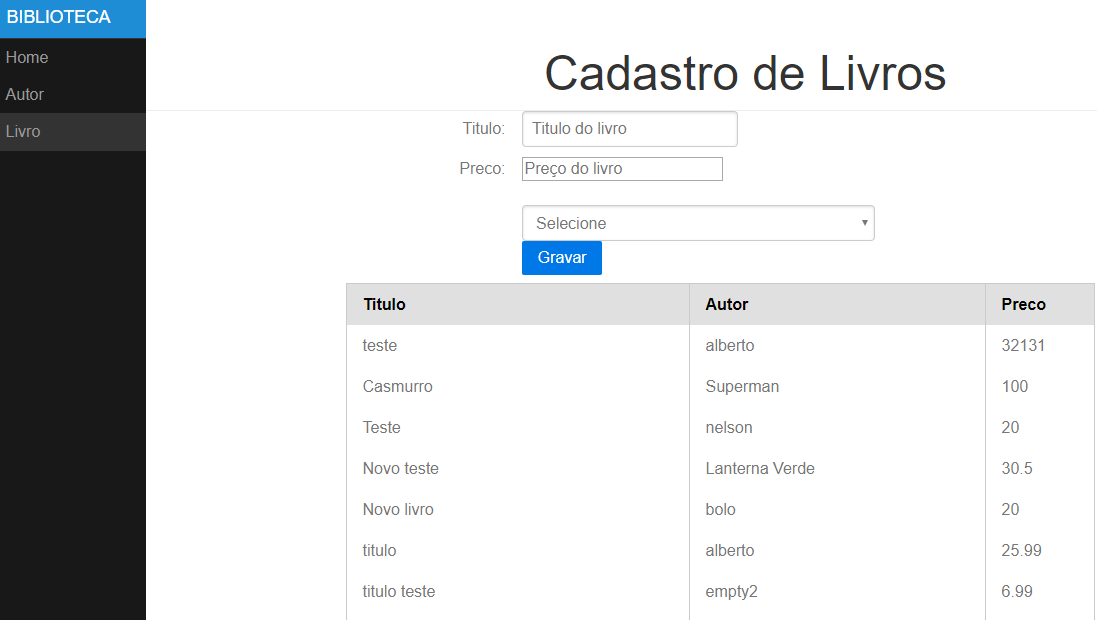 BIBLIOTECA
Home
Autor
Livro
Cadastro de Livros
Titulo: Titulo do livro
Preco: Preço do livro
Selecione
Gravar
Titulo Autor Preco
teste alberto 32131
Casmurro Superman 100
Teste nelson 20
Novo teste Lanterna Verde 30.5
Novo livro bolo 20
titulo alberto 25.99
titulo teste empty2 6.99